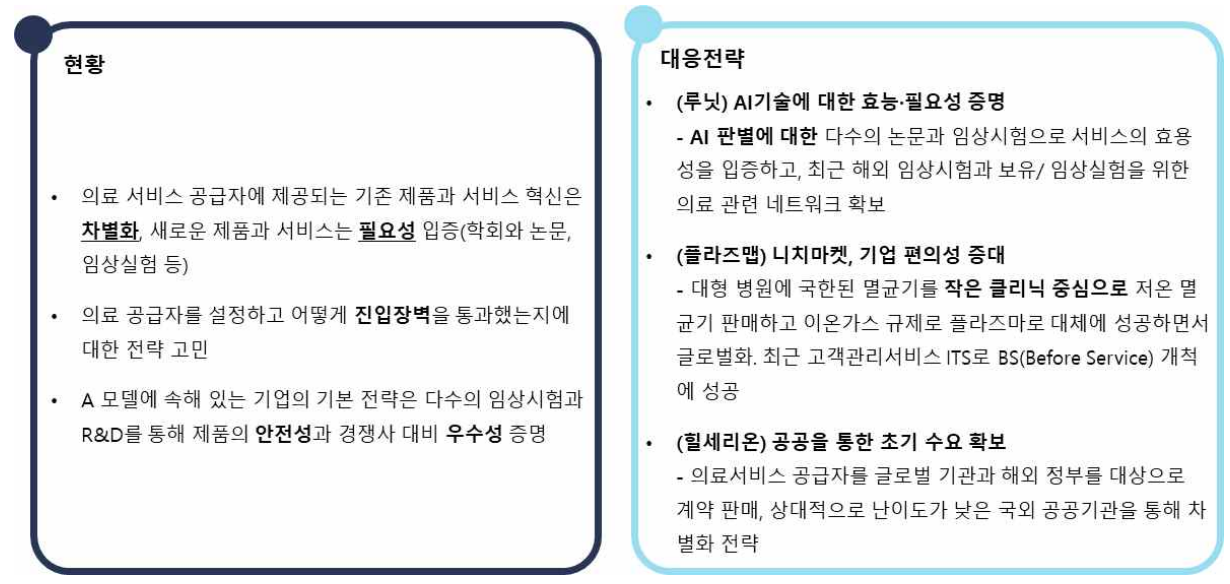 현황
• 의료 서비스 공급자에 제공되는 기존 제품과 서비스 혁신은
차별화, 새로운 제품과 서비스는 필요성 입증(학회와 논문,
임상실험 등)
• 의료 공급자를 설정하고 어떻게 진입장벽을 통과했는지에
대한 전략 고민
• A 모델에 속해 있는 기업의 기본 전략은 다수의 임상시험과
R&D를 통해 제품의 안전성과 경쟁사 대비 우수성 증명
대응전략
• (루닛) AI기술에 대한 효능·필요성 증명
- AI 판별에 대한 다수의 논문과 임상시험으로 서비스의 효용
성을 입증하고, 최근 해외 임상시험과 보유/ 임상실험을 위한
의료 관련 네트워크 확보
• (플라즈맵) 니치마켓, 기업 편의성 증대
- 대형 병원에 국한된 멸균기를 작은 클리닉 중심으로 저온 멸
균기 판매하고 이온가스 규제로 플라즈마로 대체에 성공하면서
글로벌화. 최근 고객관리서비스 ITS로 BS(Before Service) 개척
에 성공
• (힐세리온) 공공을 통한 초기 수요 확보
- 의료서비스 공급자를 글로벌 기관과 해외 정부를 대상으로
계약 판매, 상대적으로 난이도가 낮은 국외 공공기관을 통해 차
별화 전략